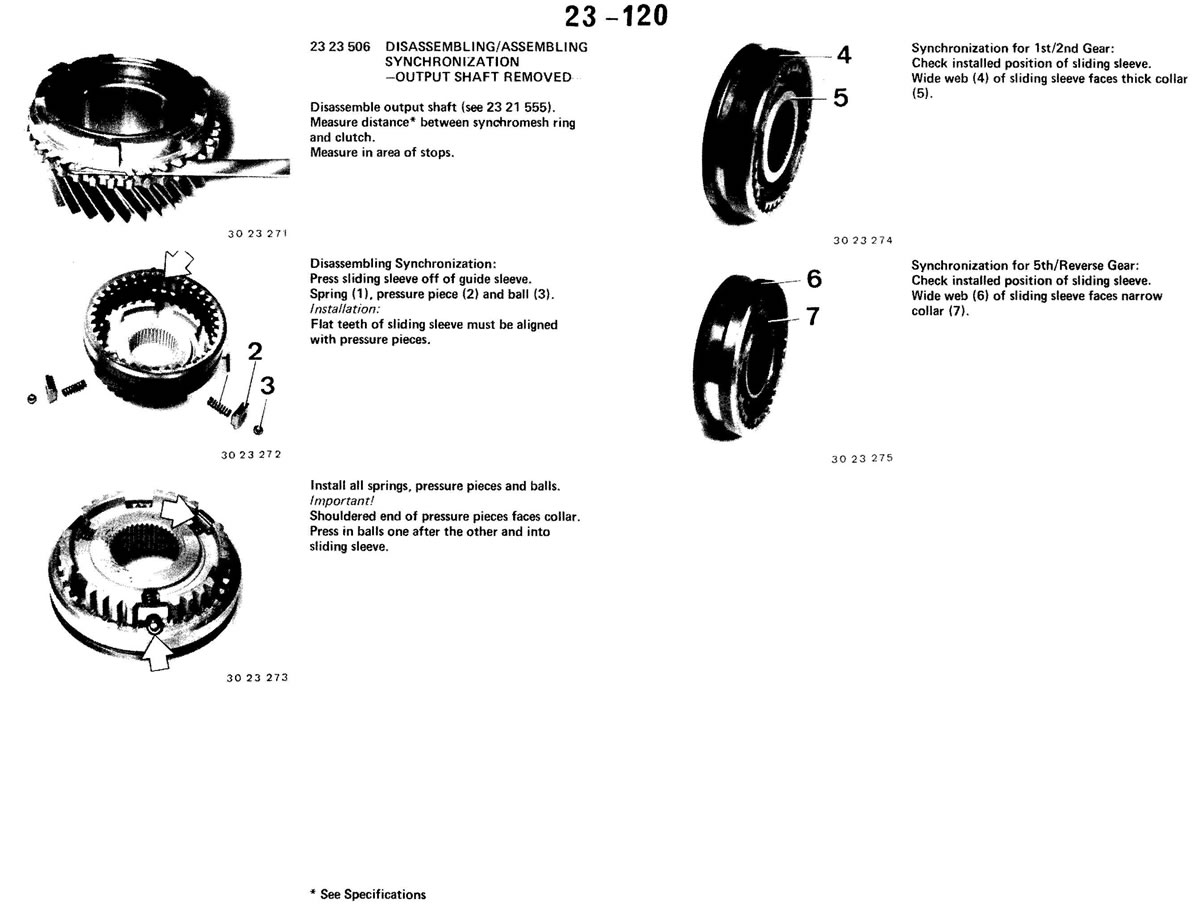 23 -120
23 23 506 DISASSEMBLING/ASSEMBLING
SYNCHRONIZATION
—OUTPUT SHAFT REMOVED
Disassemble output shaft (see 23 21 555).
Measure distance* between synchromesh ring
and clutch.
Measure in area of stops.
30 23 271
Disassembling Synchronization:
Press sliding sleeve off of guide sleeve.
Spring (1), pressure piece (2) and ball (3).
Installation:
Flat teeth of sliding sleeve must be aligned
with pressure pieces.
1
2
3
30 23 272
Install all springs, pressure pieces and balls.
Important!
Shouldered end of pressure pieces faces collar.
Press in balls one after the other and into
sliding sleeve.
30 23 273
4
5
30 23 274
Synchronization for 1st/2nd Gear:
Check installed position of sliding sleeve.
Wide web (4) of sliding sleeve faces thick collar
(5).
6
7
30 23 275
Synchronization for 5th/Reverse Gear:
Check installed position of sliding sleeve.
Wide web (6) of sliding sleeve faces narrow
collar (7).
* See Specifications